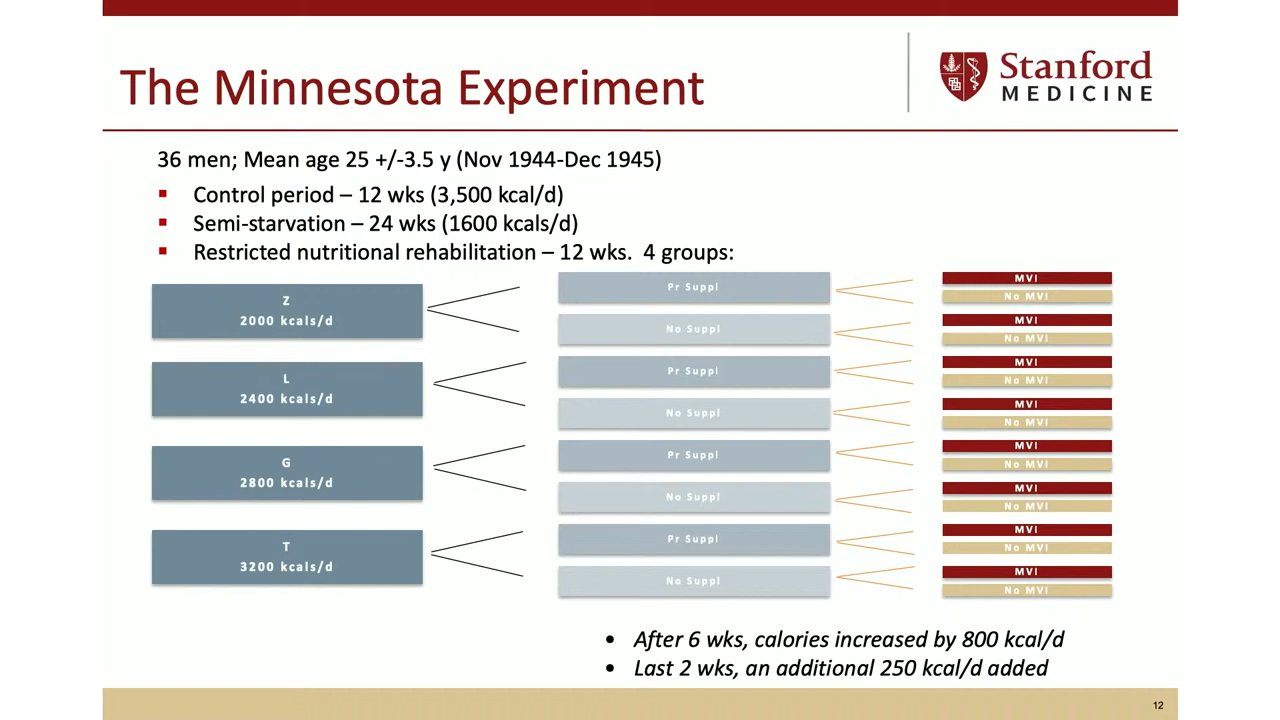 The Minnesota Experiment
Stanford
MEDICINE
36 men; Mean age 25 +/-3.5 y (Nov 1944-Dec 1945)
▪ Control period – 12 wks (3,500 kcal/d)
▪ Semi-starvation – 24 wks (1600 kcals/d)
▪ Restricted nutritional rehabilitation – 12 wks. 4 groups:
Z
2000 kcals/d
L
2400 kcals/d
G
2800 kcals/d
T
3200 kcals/d
Pr Suppl
No Suppl
Pr Suppl
No Suppl
Pr Suppl
No Suppl
Pr Suppl
No Suppl
MVI
No MVI
MVI
No MVI
MVI
No MVI
MVI
No MVI
MVI
No MVI
MVI
No MVI
MVI
No MVI
MVI
No MVI
• After 6 wks, calories increased by 800 kcal/d
• Last 2 wks, an additional 250 kcal/d added
12